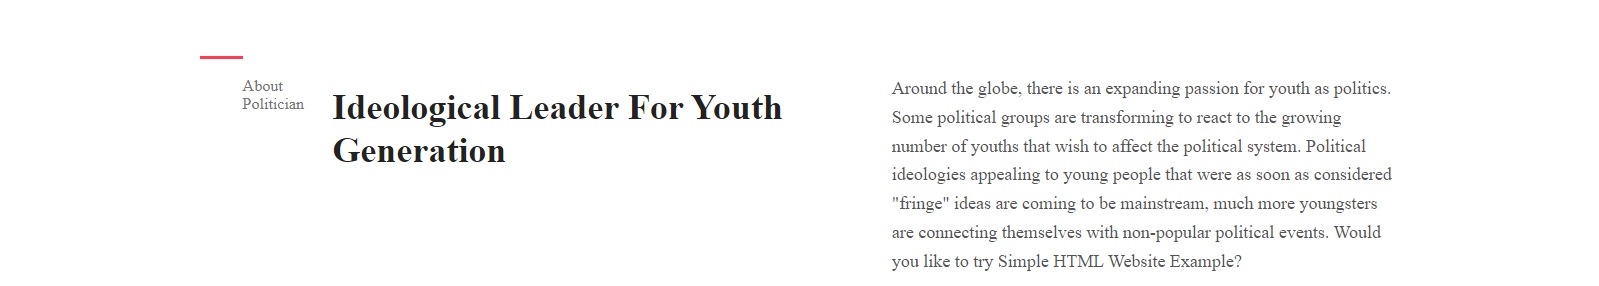 About
Politician
Ideological Leader For Youth
Generation
Around the globe, there is an expanding passion for youth as politics.
Some political groups are transforming to react to the growing
number of youths that wish to affect the political system. Political
ideologies appealing to young people that were as soon as considered
"fringe" ideas are coming to be mainstream, much more youngsters
are connecting themselves with non-popular political events. Would
you like to try Simple HTML Website Example?